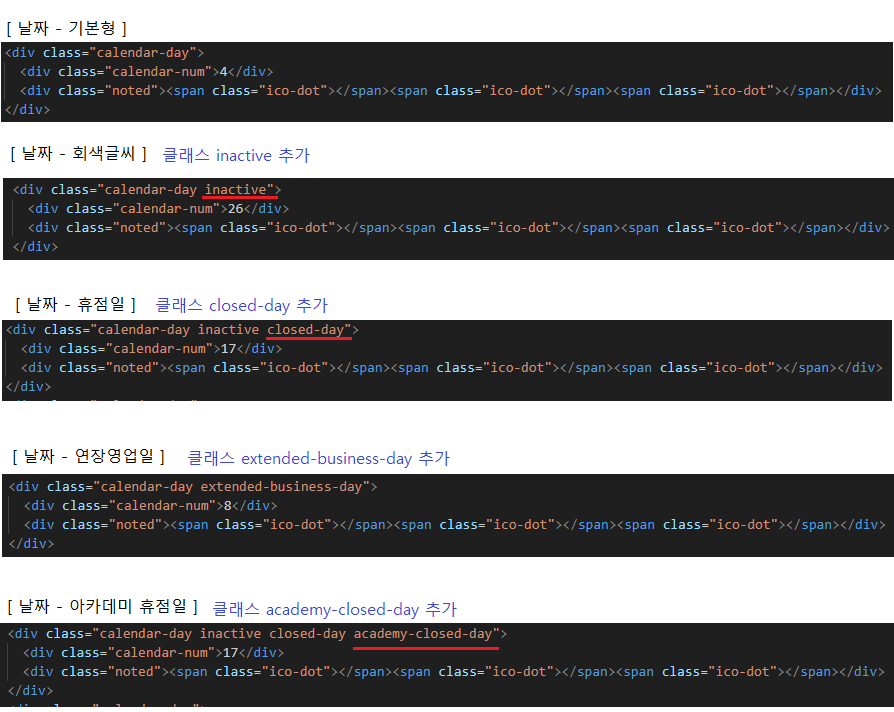 [ 날짜 - 기본형 ]
<div class="calendar-day">
<div class="calendar-num">4</div>
<div class="noted"><span class="ico-dot"></span><span class="ico-dot"></span><span class="ico-dot"></span></div>
</div>
[ 날짜 - 회색글씨 ] 클래스 inactive 추가
<div class="calendar-day inactive">
<div class="calendar-num">26</div>
<div class="noted"><span class="ico-dot"></span><span class="ico-dot"></span><span class="ico-dot"></span></div>
</div>
[ 날짜 - 휴점일 ] 클래스 closed-day 추가
<div class="calendar-day inactive closed-day">
<div class="calendar-num">17</div>
<div class="noted"><span class="ico-dot"></span><span class="ico-dot"></span><span class="ico-dot"></span></div>
</div>
[ 날짜 - 연장영업일 ] 클래스 extended-business-day 추가
<div class="calendar-day extended-business-day">
<div class="calendar-num">8</div>
<div class="noted"><span class="ico-dot"></span><span class="ico-dot"></span><span class="ico-dot"></span></div>
</div>
[ 날짜 - 아카데미 휴점일 ] 클래스 academy-closed-day 추가
<div class="calendar-day inactive closed-day academy-closed-day">
<div class="calendar-num">17</div>
<div class="noted"><span class="ico-dot"></span><span class="ico-dot"></span><span class="ico-dot"></span></div>
</div>